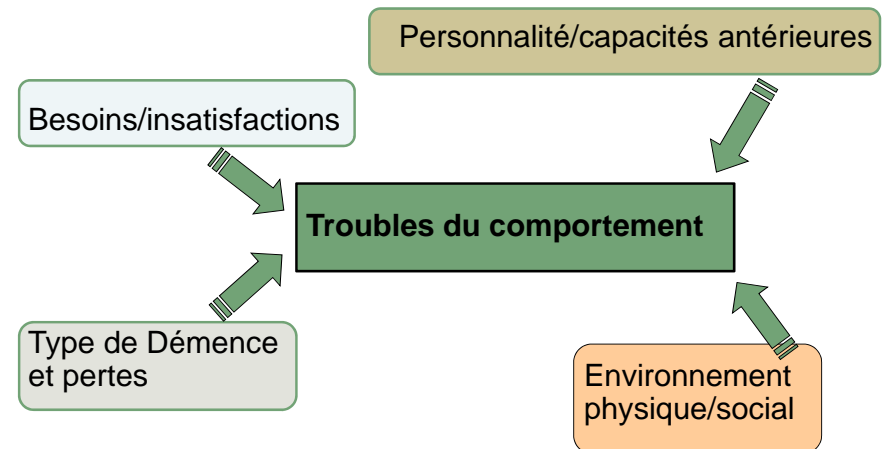 Personnalité/capacités antérieures
Besoins/insatisfactions
Troubles du comportement
Type de Démence
et pertes
Environnement
physique/social